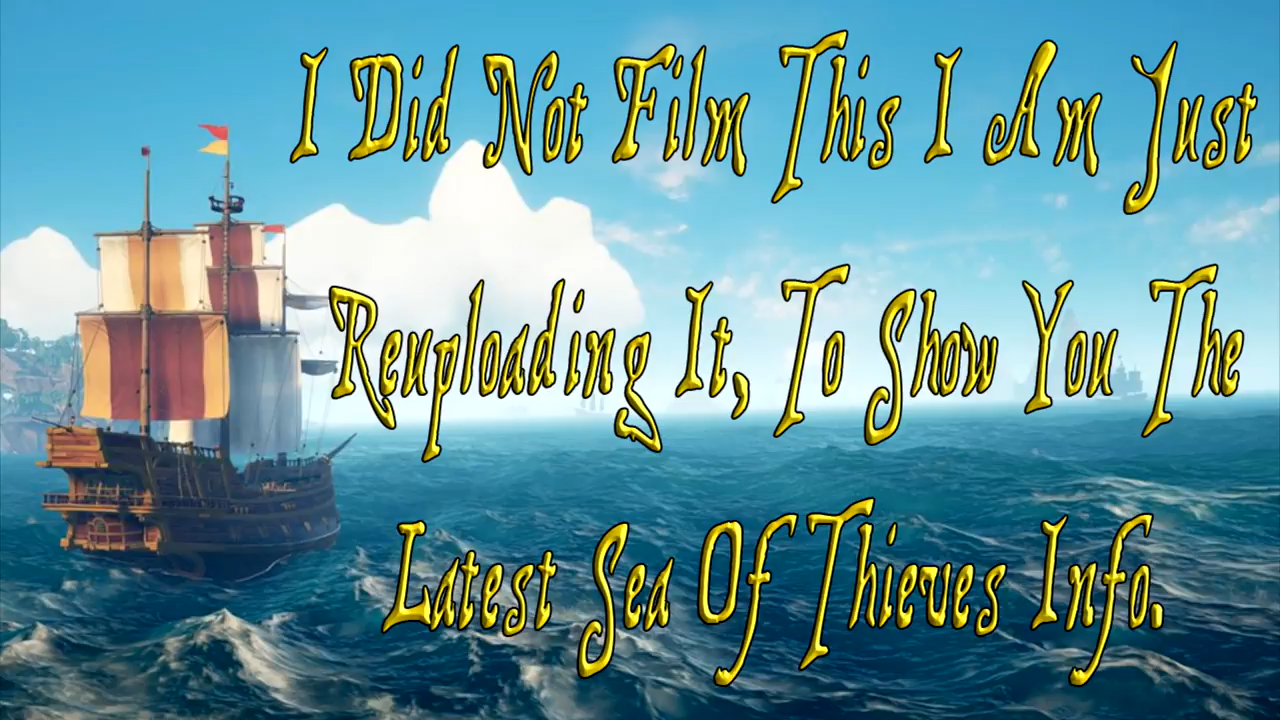 I Did Not Film This I Am Just
Reuploading It, To Show You The
Latest Sea Of Thieves Info.